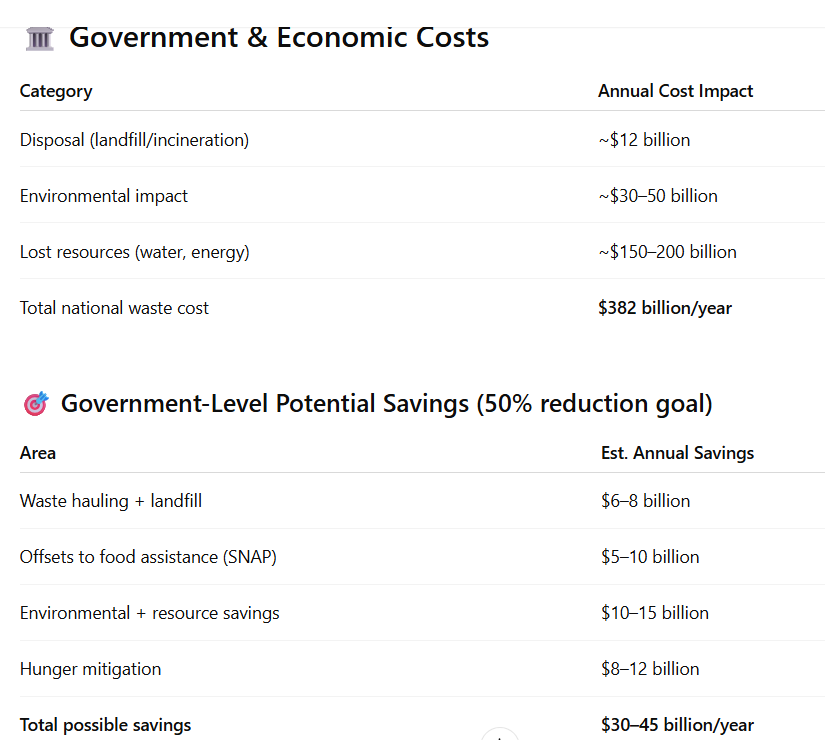 🏛️ Government & Economic Costs
Category Annual Cost Impact
Disposal (landfill/incineration) ~$12 billion
Environmental impact ~$30–50 billion
Lost resources (water, energy) ~$150–200 billion
Total national waste cost $382 billion/year
🎯 Government-Level Potential Savings (50% reduction goal)
Area Est. Annual Savings
Waste hauling + landfill $6–8 billion
Offsets to food assistance (SNAP) $5–10 billion
Environmental + resource savings $10–15 billion
Hunger mitigation $8–12 billion
Total possible savings $30–45 billion/year